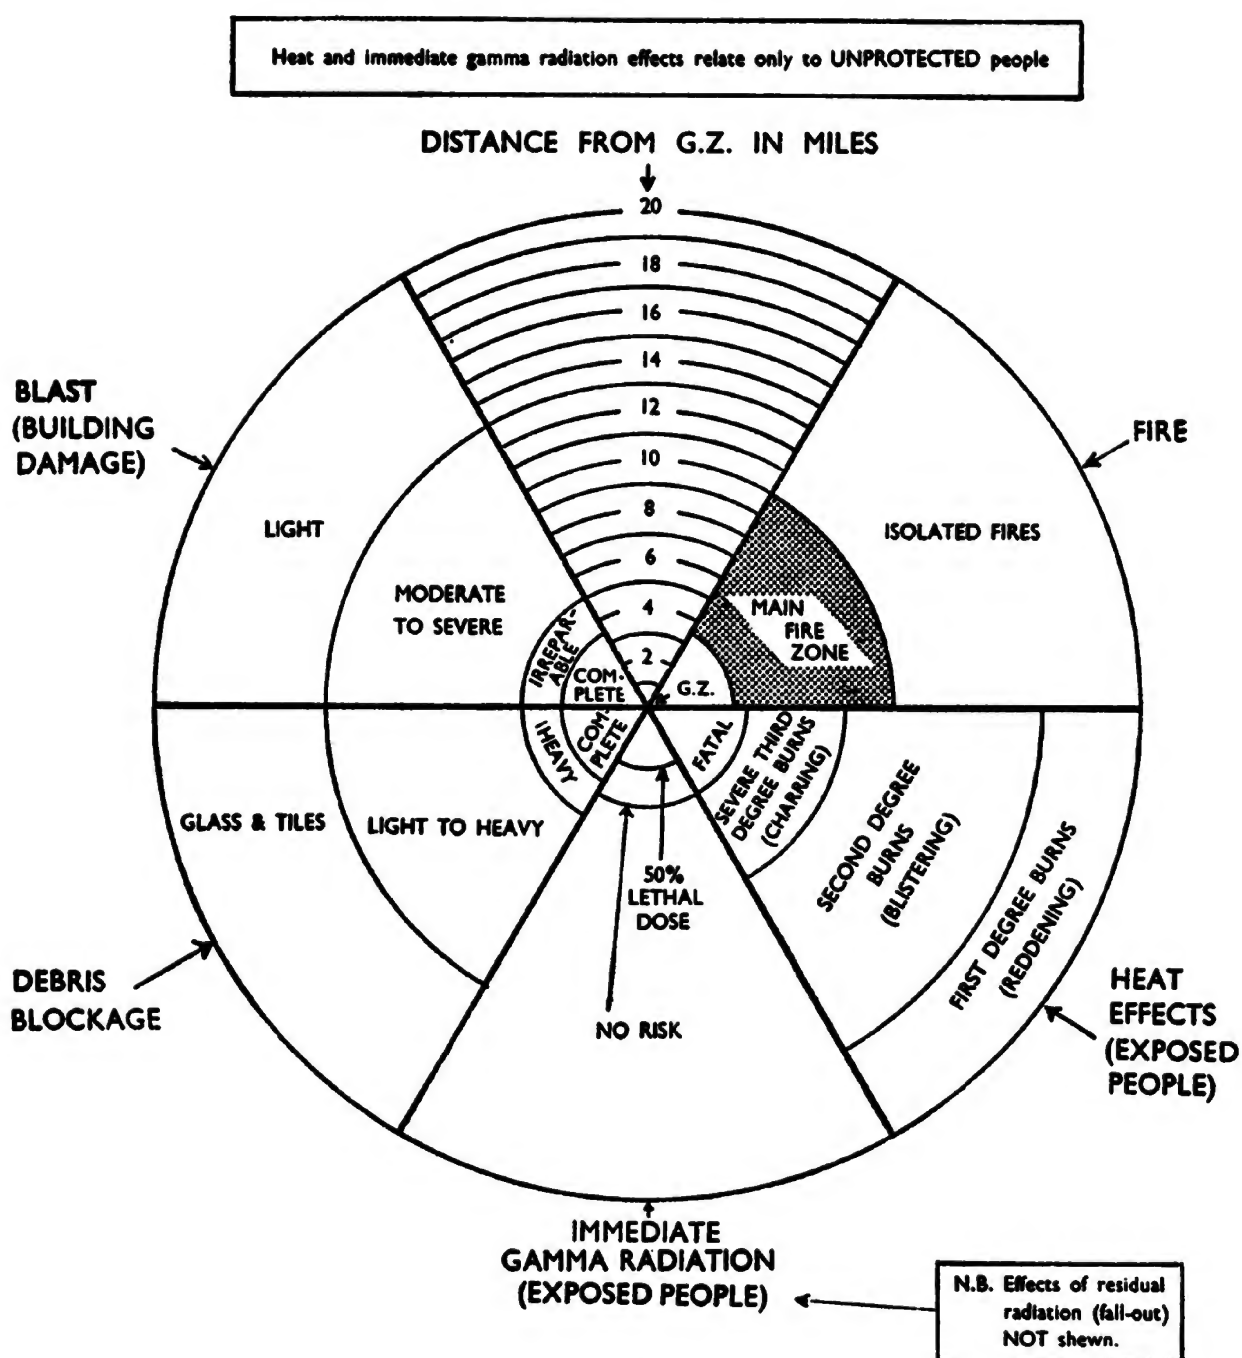 Heat and immediate gamma radiation effects relate only to UNPROTECTED people
DISTANCE FROM G.Z. IN MILES
20
18
16
14
12
10
8
6
4
2
G.Z.
BLAST
(BUILDING
DAMAGE)
LIGHT
MODERATE
TO SEVERE
IRREPAR-
ABLE
COM-
PLETE
FIRE
ISOLATED FIRES
MAIN
FIRE
ZONE
DEBRIS
BLOCKAGE
GLASS & TILES
LIGHT TO HEAVY
HEAVY
COM-
PLETE
50%
LETHAL
DOSE
NO RISK
FATAL
SEVERE THIRD
DEGREE BURNS
(CHARRING)
SECOND DEGREE
BURNS
(BLISTERING)
FIRST DEGREE BURNS
(REDDENING)
HEAT
EFFECTS
(EXPOSED
PEOPLE)
IMMEDIATE
GAMMA RADIATION
(EXPOSED PEOPLE)
N.B. Effects of residual
radiation (fall-out)
NOT shewn.